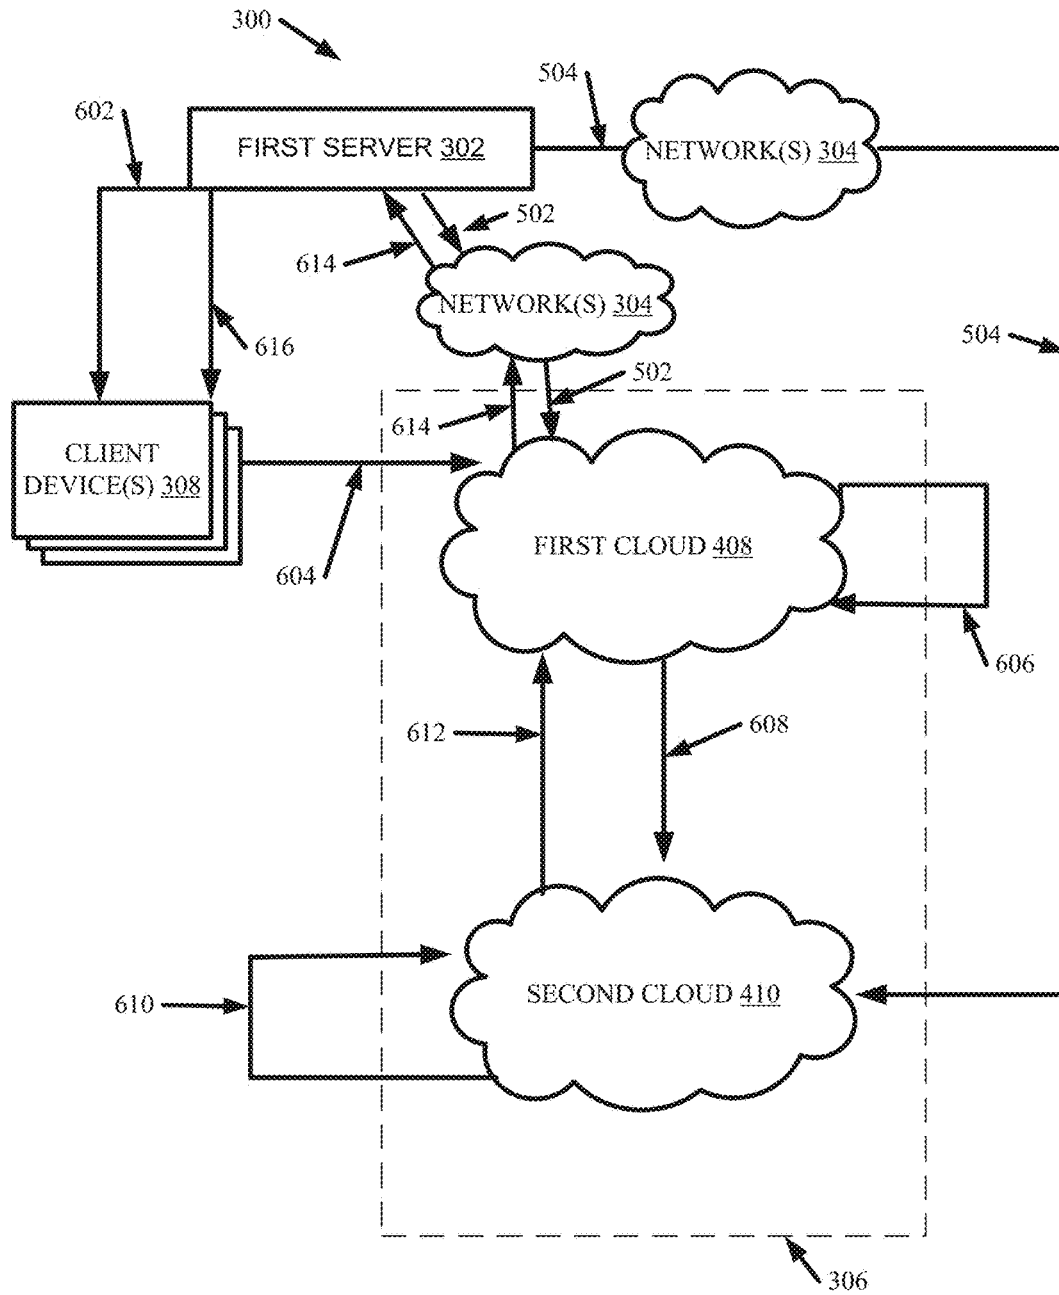 300
504
602
FIRST SERVER 302
NETWORK(S) 304
502
614
NETWORK(S) 304
616
504
502
614
CLIENT
DEVICE(S) 308
604
FIRST CLOUD 408
606
612
608
SECOND CLOUD 410
610
306